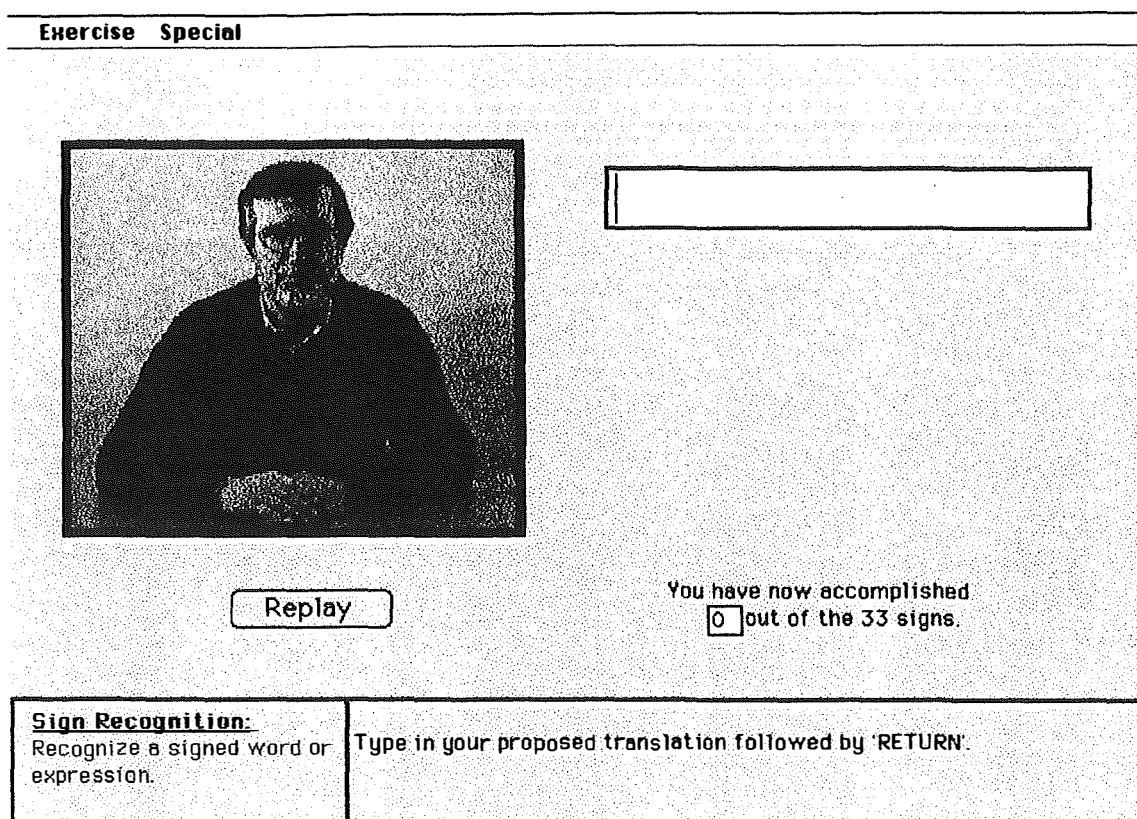 Exercise Special
Replay
You have now accomplished
0 out of the 33 signs.
Sign Recognition:
Recognize a signed word or
expression.
Type in your proposed translation followed by 'RETURN'.